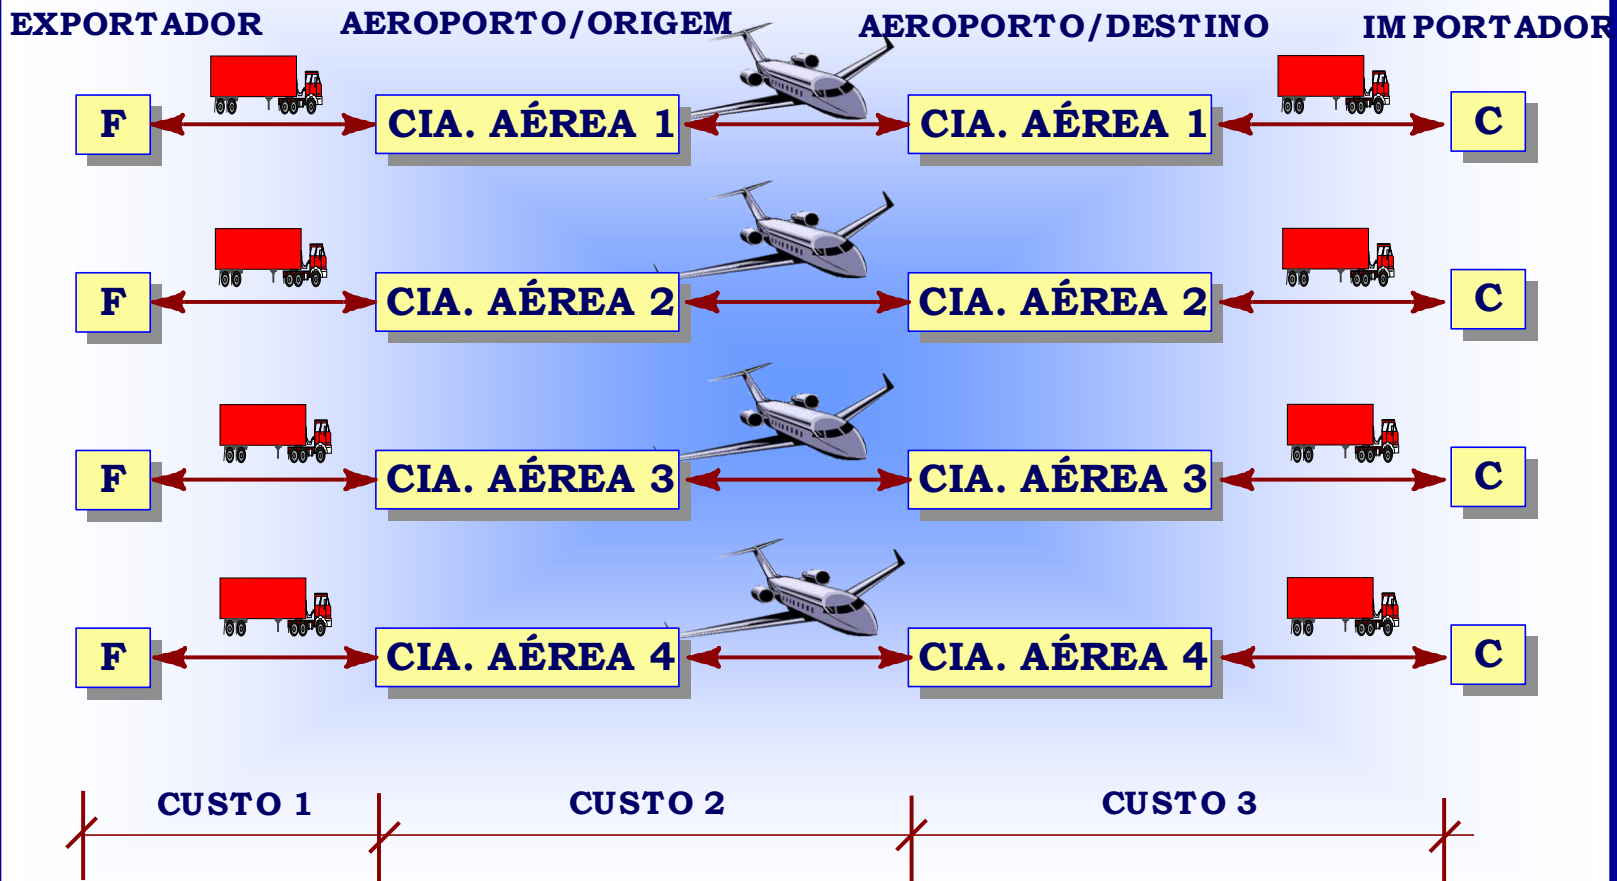 EXPORTADOR AEROPORTO/ORIGEM AEROPORTO/DESTINO IMPORTADOR
F CIA. AÉREA 1 CIA. AÉREA 1 C
F CIA. AÉREA 2 CIA. AÉREA 2 C
F CIA. AÉREA 3 CIA. AÉREA 3 C
F CIA. AÉREA 4 CIA. AÉREA 4 C
CUSTO 1 CUSTO 2 CUSTO 3